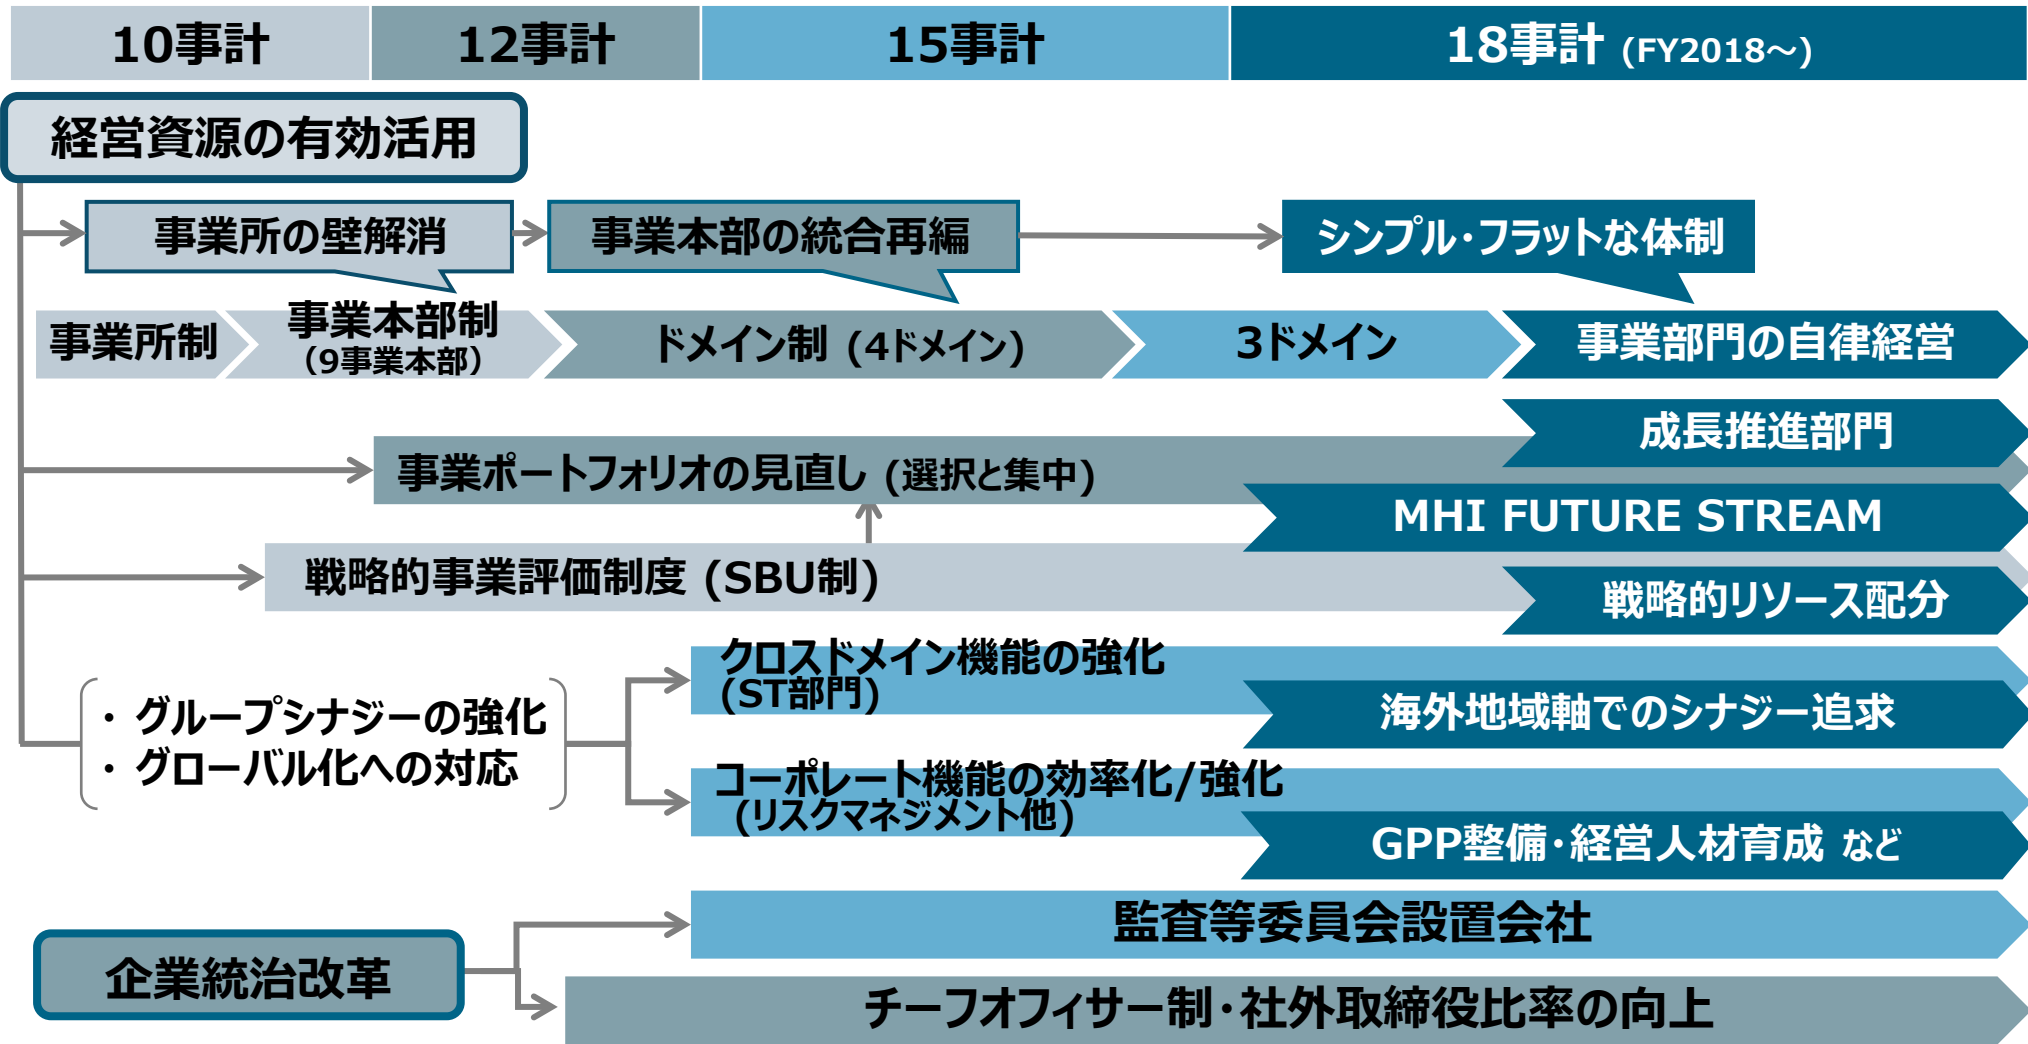 10事計
12事計
15事計
18事計 (FY2018～)
経営資源の有効活用
事業所の壁解消
事業本部の統合再編
シンプル・フラットな体制
事業所制
事業本部制
（9事業本部）
ドメイン制 (4ドメイン)
3ドメイン
事業部門の自律経営
成長推進部門
事業ポートフォリオの見直し (選択と集中)
MHI FUTURE STREAM
戦略的事業評価制度 (SBU制)
戦略的リソース配分
クロスドメイン機能の強化
(ST部門)
・ グループシナジーの強化
・ グローバル化への対応
海外地域軸でのシナジー追求
コーポレート機能の効率化/強化
(リスクマネジメント他)
GPP整備・経営人材育成 など
監査等委員会設置会社
企業統治改革
チーフオフィサー制・社外取締役比率の向上